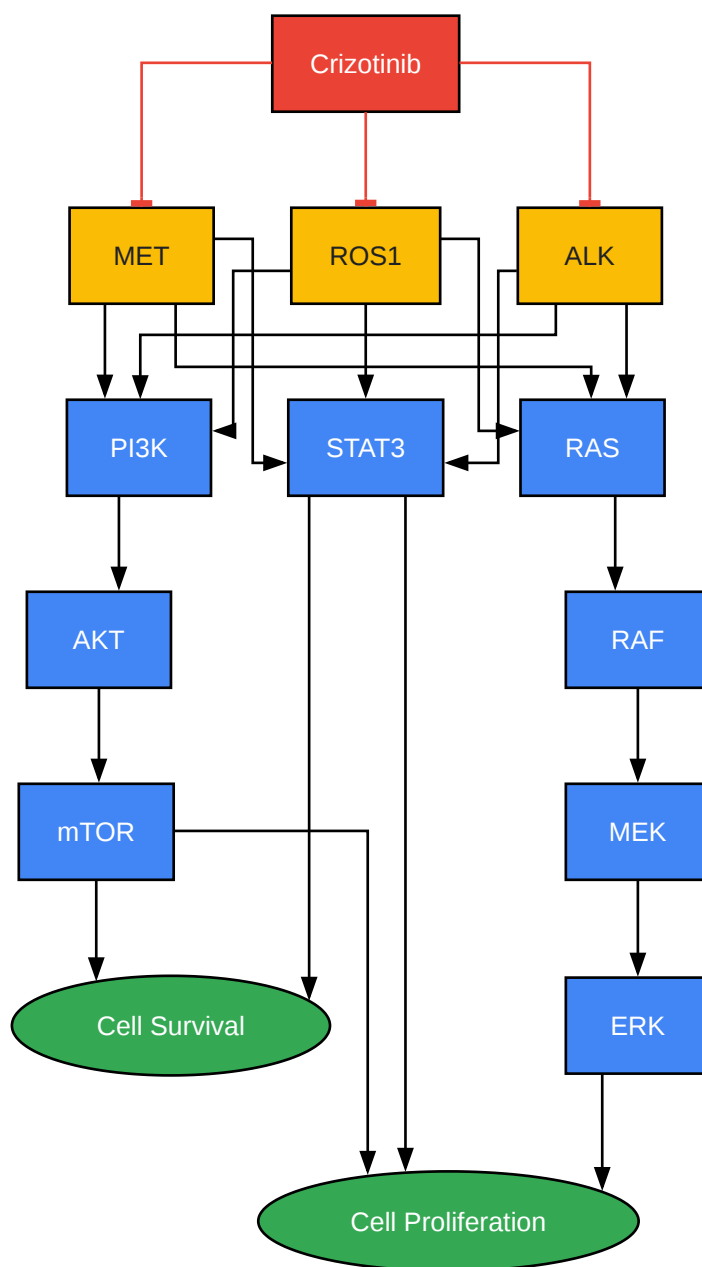 Crizotinib
MET
ROS1
ALK
PI3K
STAT3
RAS
AKT
RAF
mTOR
MEK
Cell Survival
ERK
Cell Proliferation